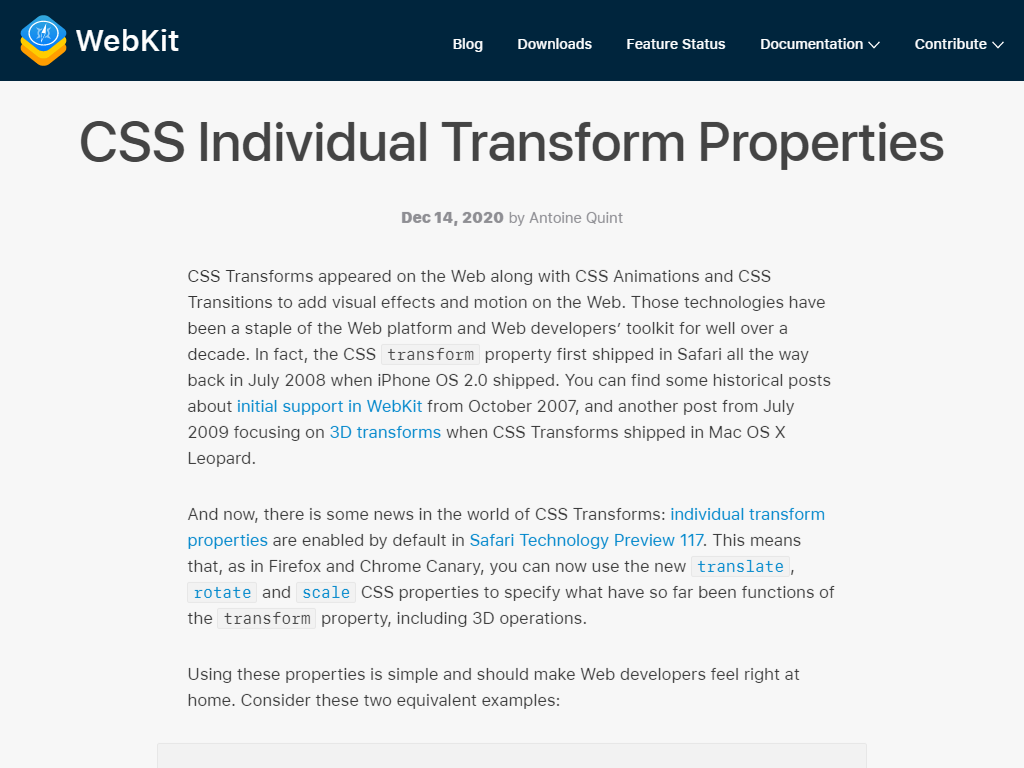 WebKit
Blog Downloads Feature Status Documentation Contribute
CSS Individual Transform Properties
Dec 14, 2020 by Antoine Quint
CSS Transforms appeared on the Web along with CSS Animations and CSS
Transitions to add visual effects and motion on the Web. Those technologies have
been a staple of the Web platform and Web developers’ toolkit for well over a
decade. In fact, the CSS transform property first shipped in Safari all the way
back in July 2008 when iPhone OS 2.0 shipped. You can find some historical posts
about initial support in WebKit from October 2007, and another post from July
2009 focusing on 3D transforms when CSS Transforms shipped in Mac OS X
Leopard.
And now, there is some news in the world of CSS Transforms: individual transform
properties are enabled by default in Safari Technology Preview 117. This means
that, as in Firefox and Chrome Canary, you can now use the new translate,
rotate and scale CSS properties to specify what have so far been functions of
the transform property, including 3D operations.
Using these properties is simple and should make Web developers feel right at
home. Consider these two equivalent examples: